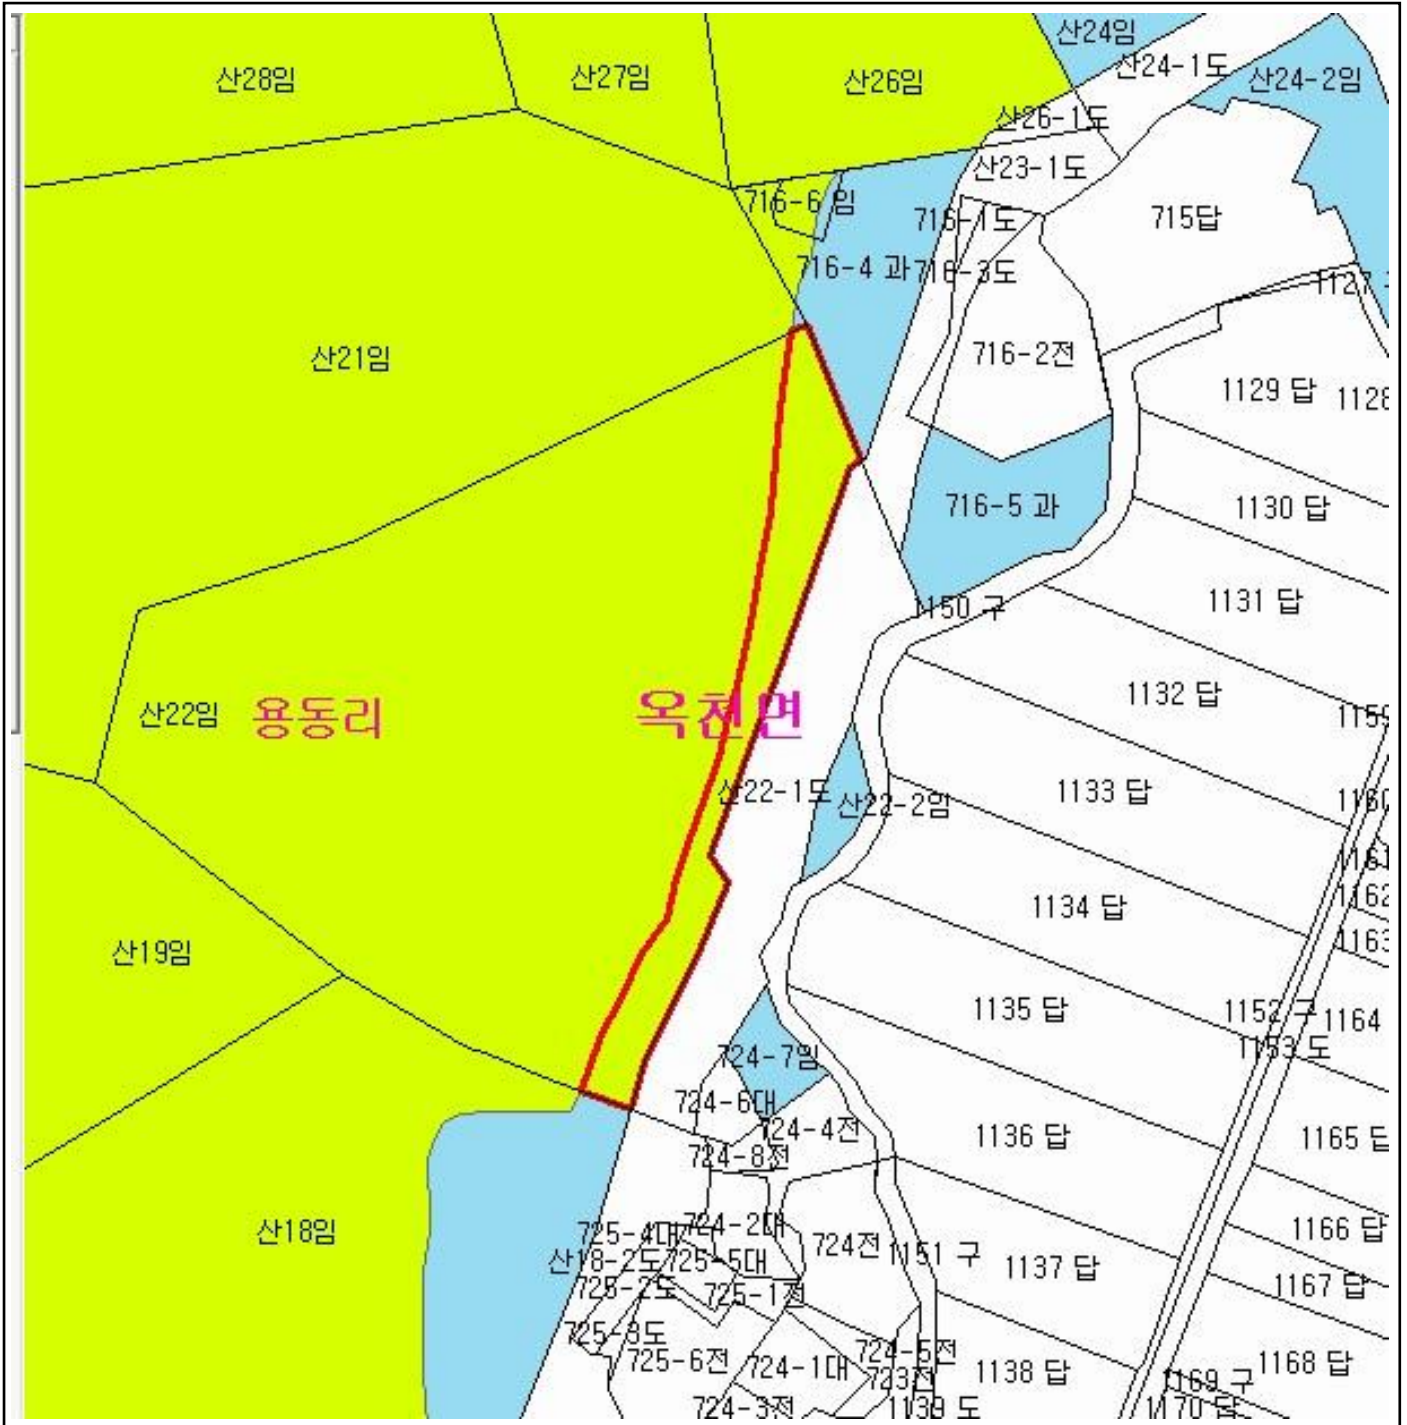 산24임
산24-1도
산28임
산27임
산26임
산24-2임
산26-1도
산23-1도
716-6 임
716-1도
715답
716-4 과
716-3도
산21임
716-2전
1129 답
1128
716-5 과
1130 답
1150 구
1131 답
1132 답
산22임
용동리
옥천면
산22-1도
산22-2임
1133 답
1160
1161
1162
1134 답
1163
산19임
1135 답
1152 구
1164
1153 도
724-7임
724-6대
724-4전
1136 답
1165 답
724-8전
산18임
725-4대
724-2대
724전
1151 구
1166 답
산18-2도
725-5대
1137 답
725-2도
725-1전
1167 답
725-3도
725-6전
724-1대
724-5전
723전
1138 답
1168 답
1169 구
724-3전
1139 도
1170 답